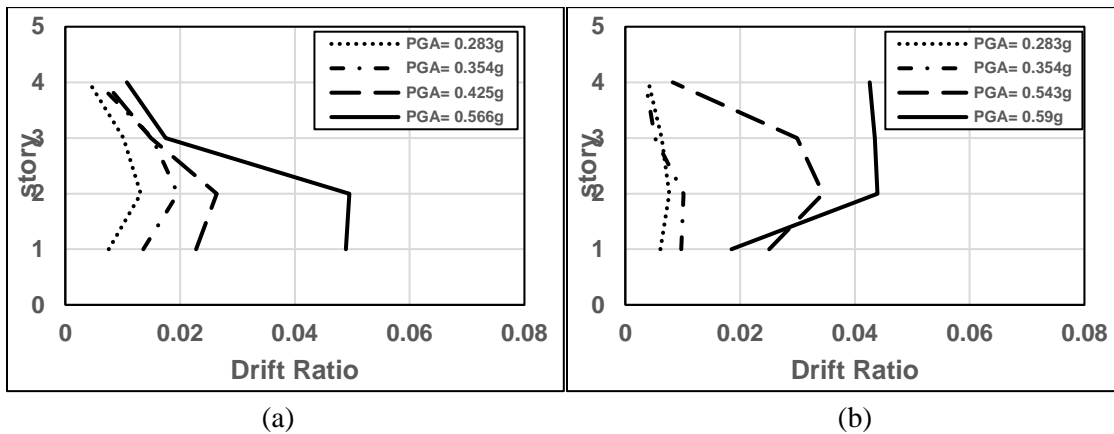 5
4
3
2
1
0
story
0 0.02 0.04 0.06 0.08
Drift Ratio
PGA= 0.283g
PGA= 0.354g
PGA= 0.425g
PGA= 0.566g
(a)
5
4
3
2
1
0
story
0 0.02 0.04 0.06 0.08
Drift Ratio
PGA= 0.283g
PGA= 0.354g
PGA= 0.543g
PGA= 0.59g
(b)